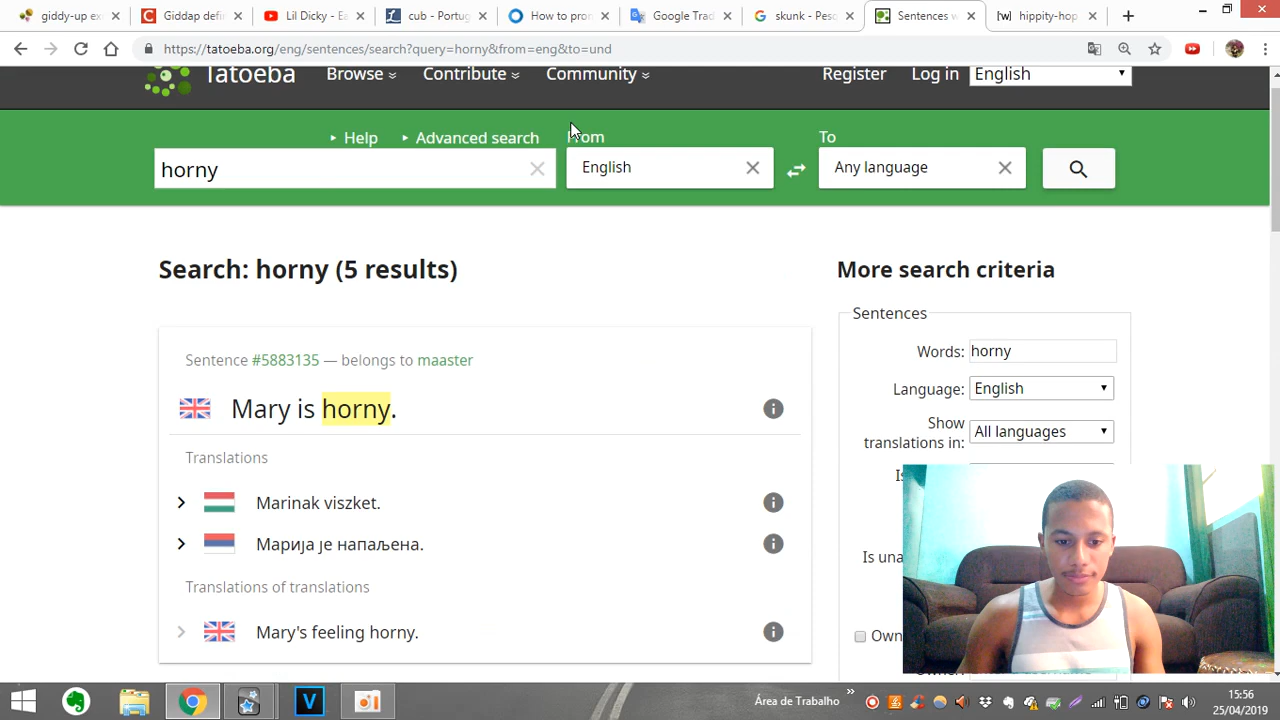 giddy-up ex
Giddap defi
Lil Dicky - Ea
cub - Portug
How to pron
Google Trad
skunk - Pesq
Sentences w
[w] hippity-hop
https://tatoeba.org/eng/sentences/search?query=horny&from=eng&to=und
Tatoeba
Browse
Contribute
Community
Register
Log in
English
Help
Advanced search
From
To
horny
English
Any language
Search: horny (5 results)
More search criteria
Sentences
Sentence #5883135 — belongs to maaster
Words: horny
Mary is horny.
Language: English
Show translations in: All languages
Translations
Marinak viszket.
Марија је напаљена.
Translations of translations
Mary's feeling horny.
Is una
Own
Área de Trabalho
15:56
25/04/2019